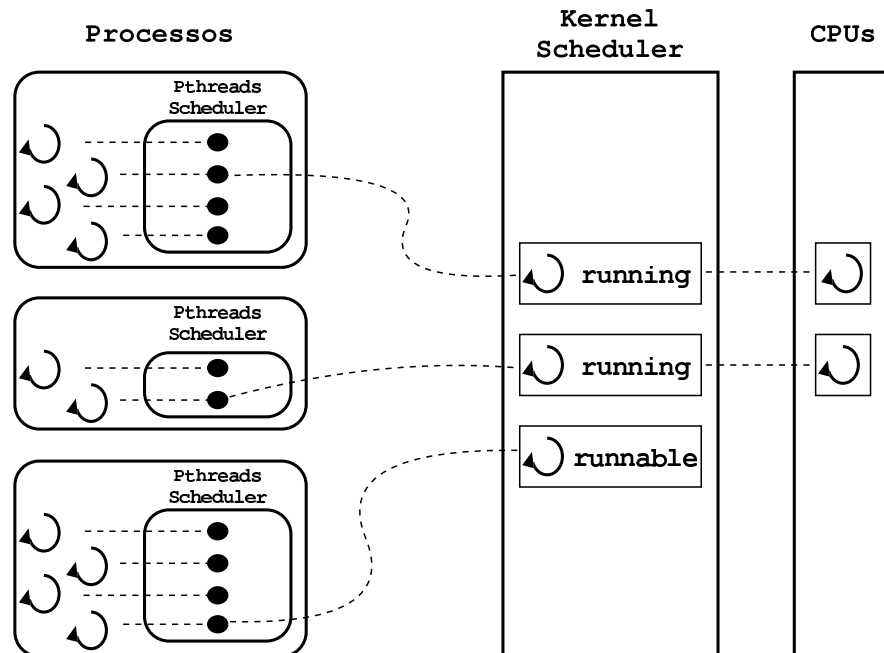 Processos
Kernel
Scheduler
CPUs
Pthreads
Scheduler
running
Pthreads
Scheduler
running
runnable
Pthreads
Scheduler